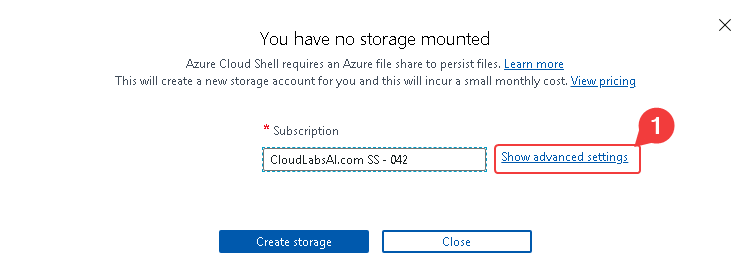 You have no storage mounted
Azure Cloud Shell requires an Azure file share to persist files. Learn more
This will create a new storage account for you and this will incur a small monthly cost. View pricing
1
* Subscription
CloudLabsAI.com SS - 042
Show advanced settings
Create storage
Close